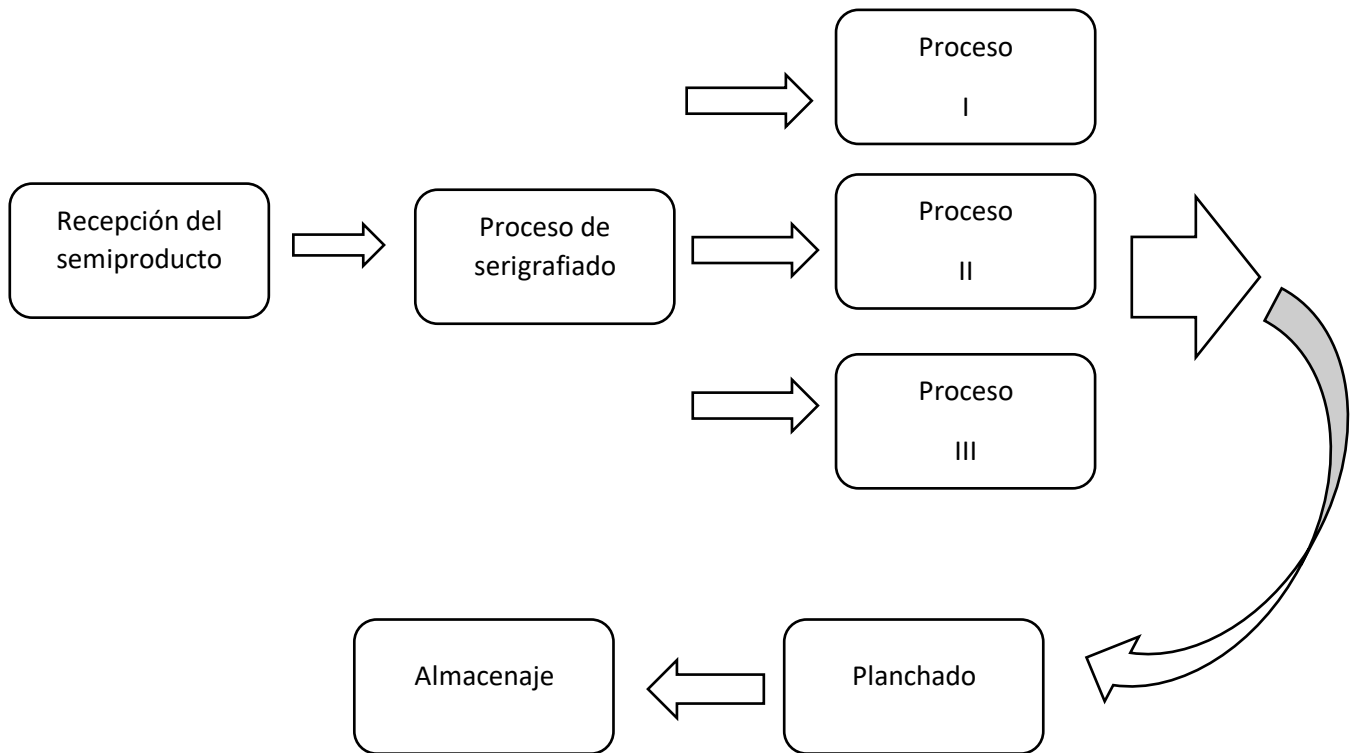 Recepción del
semiproducto
Proceso de
serigrafiado
Proceso
I
Proceso
II
Proceso
III
Planchado
Almacenaje